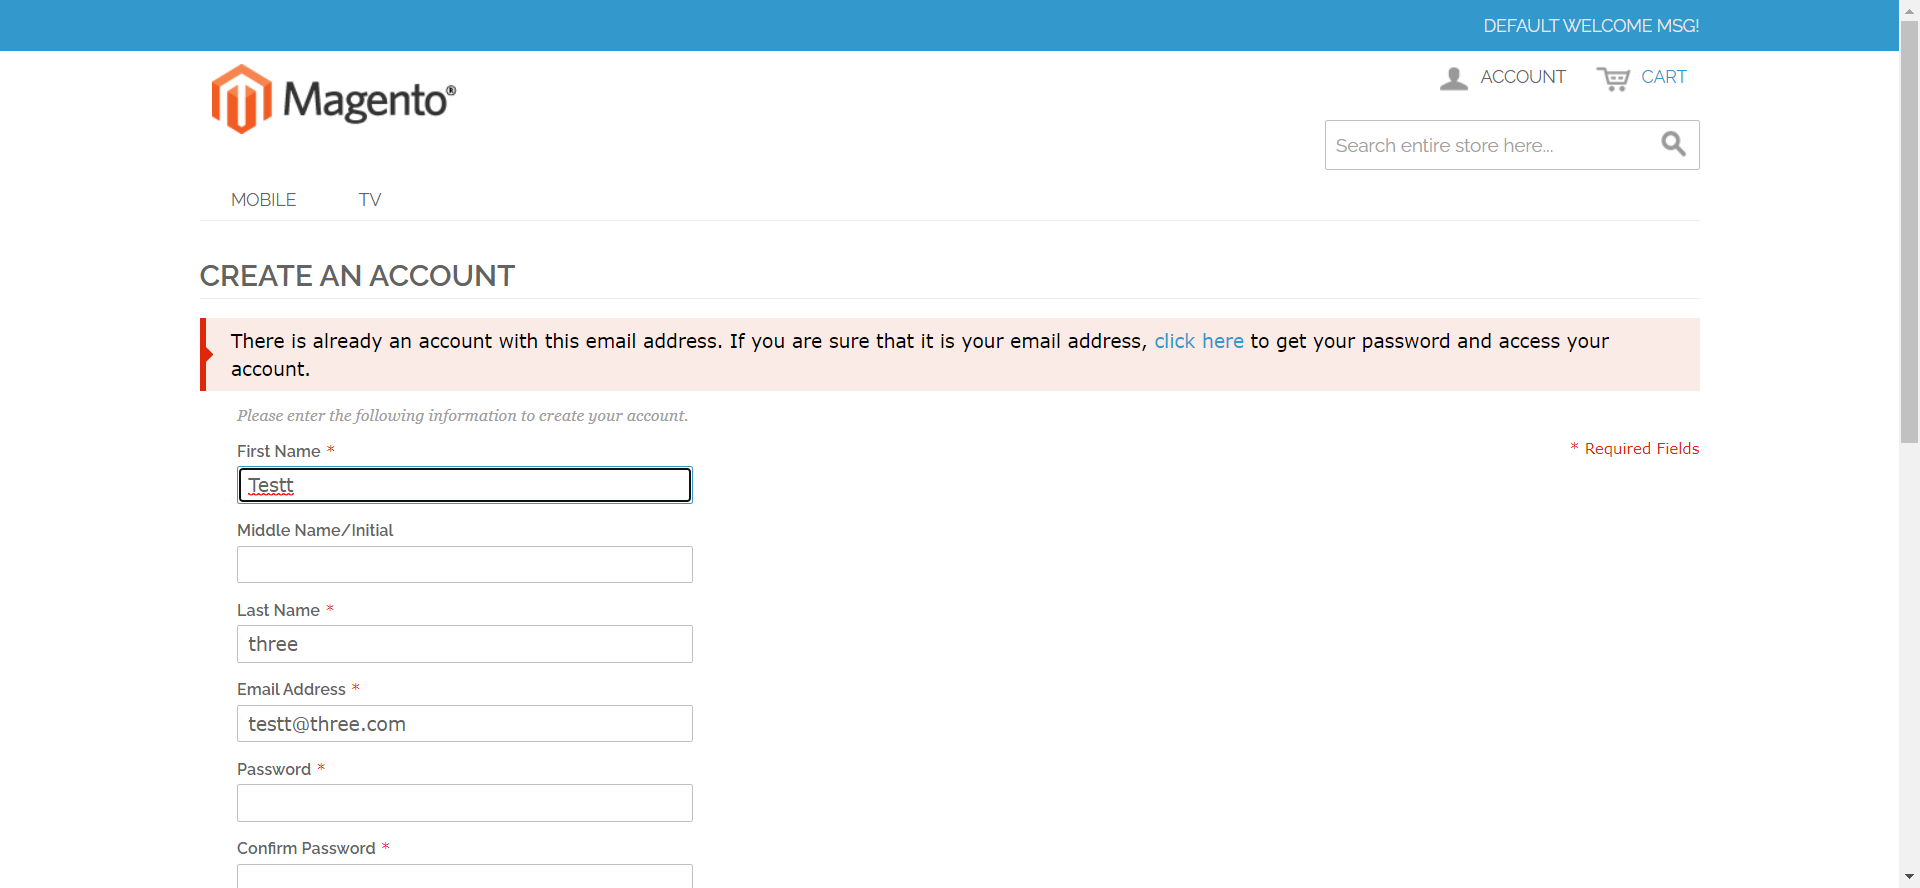 DEFAULT WELCOME MSG!
Magento®
ACCOUNT
CART
Search entire store here...
MOBILE
TV
CREATE AN ACCOUNT
There is already an account with this email address. If you are sure that it is your email address, click here to get your password and access your
account.
Please enter the following information to create your account.
First Name *
* Required Fields
Testt
Middle Name/Initial
Last Name *
three
Email Address *
testt@three.com
Password *
Confirm Password *